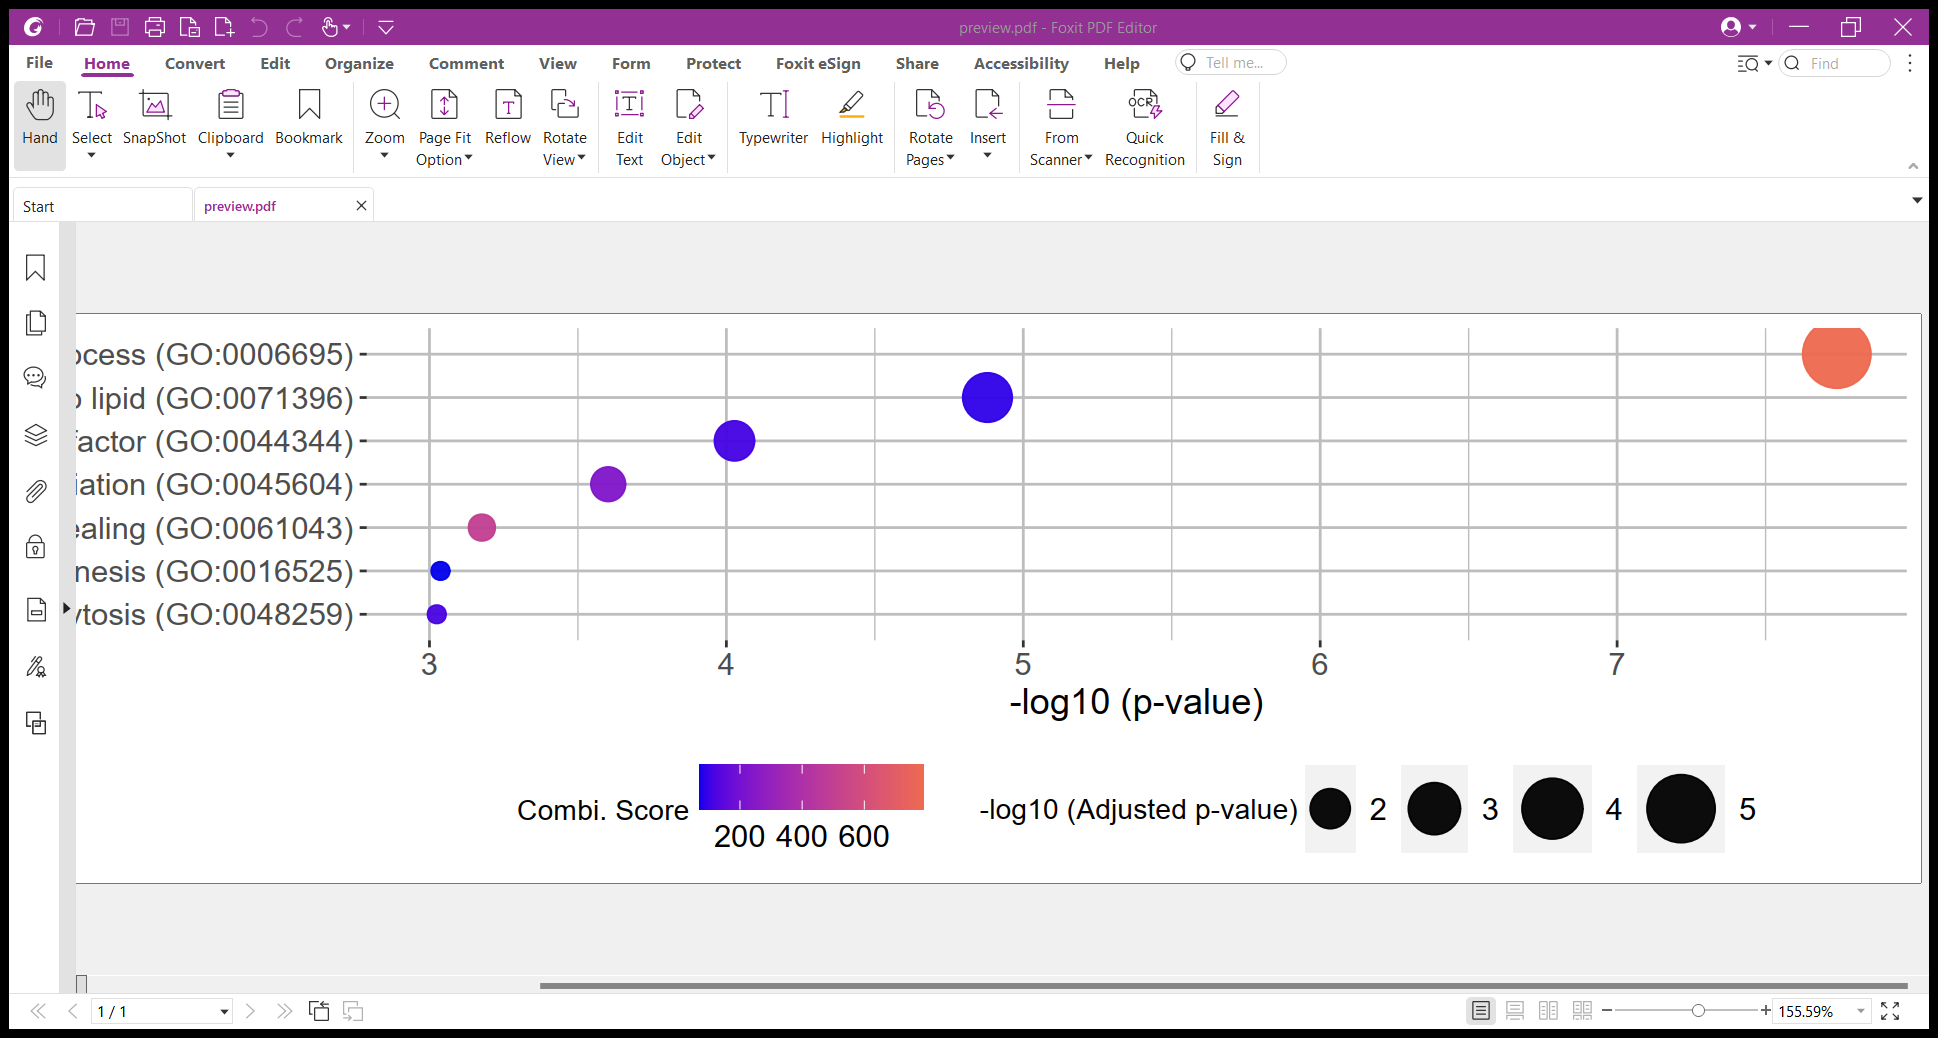 preview.pdf - Foxit PDF Editor
File Home Convert Edit Organize Comment View Form Protect Foxit eSign Share Accessibility Help Tell me... Find
Hand Select SnapShot Clipboard Bookmark Zoom Page Fit Option Reflow Rotate View Edit Text Edit Object Typewriter Highlight Rotate Pages Insert From Scanner OCR Quick Recognition Fill & Sign
Start preview.pdf
ocess (GO:0006695)
o lipid (GO:0071396)
factor (GO:0044344)
iation (GO:0045604)
ealing (GO:0061043)
nesis (GO:0016525)
ytosis (GO:0048259)
3 4 5 6 7
-log10 (p-value)
Combi. Score
200 400 600
-log10 (Adjusted p-value) 2 3 4 5
1 / 1 155.59%